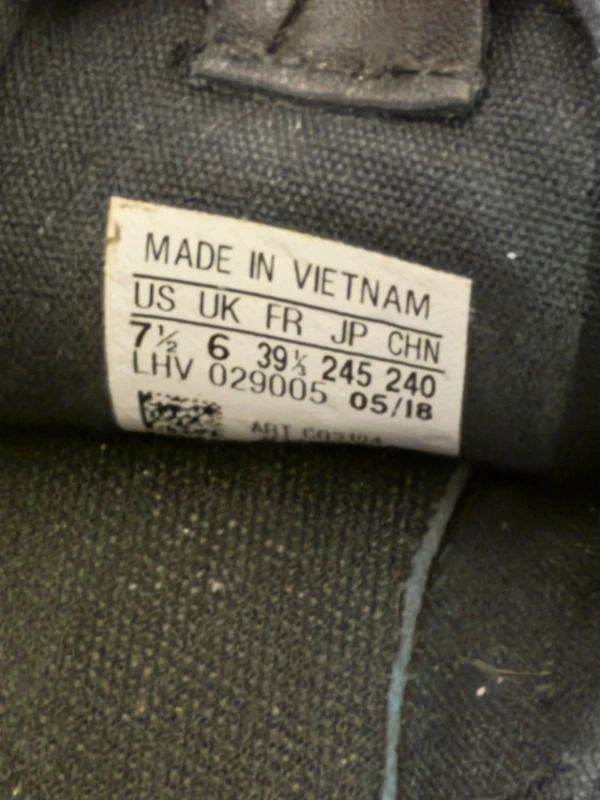 MADE IN VIETNAM
US UK FR JP CHN
7½ 6 39⅓ 245 240
LHV 029005 05/18
ART